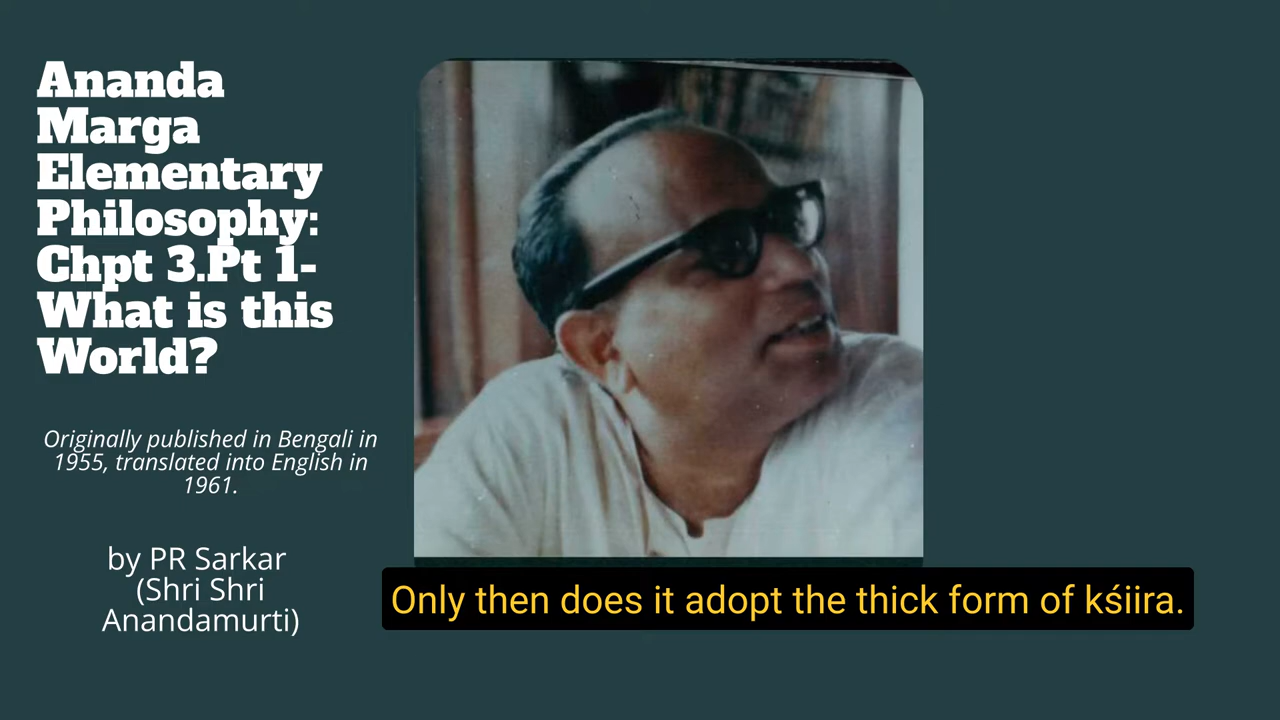 Ananda
Marga
Elementary
Philosophy:
Chpt 3.Pt 1-
What is this
World?
Originally published in Bengali in
1955, translated into English in
1961.
by PR Sarkar
(Shri Shri
Anandamurti)
Only then does it adopt the thick form of kśiira.